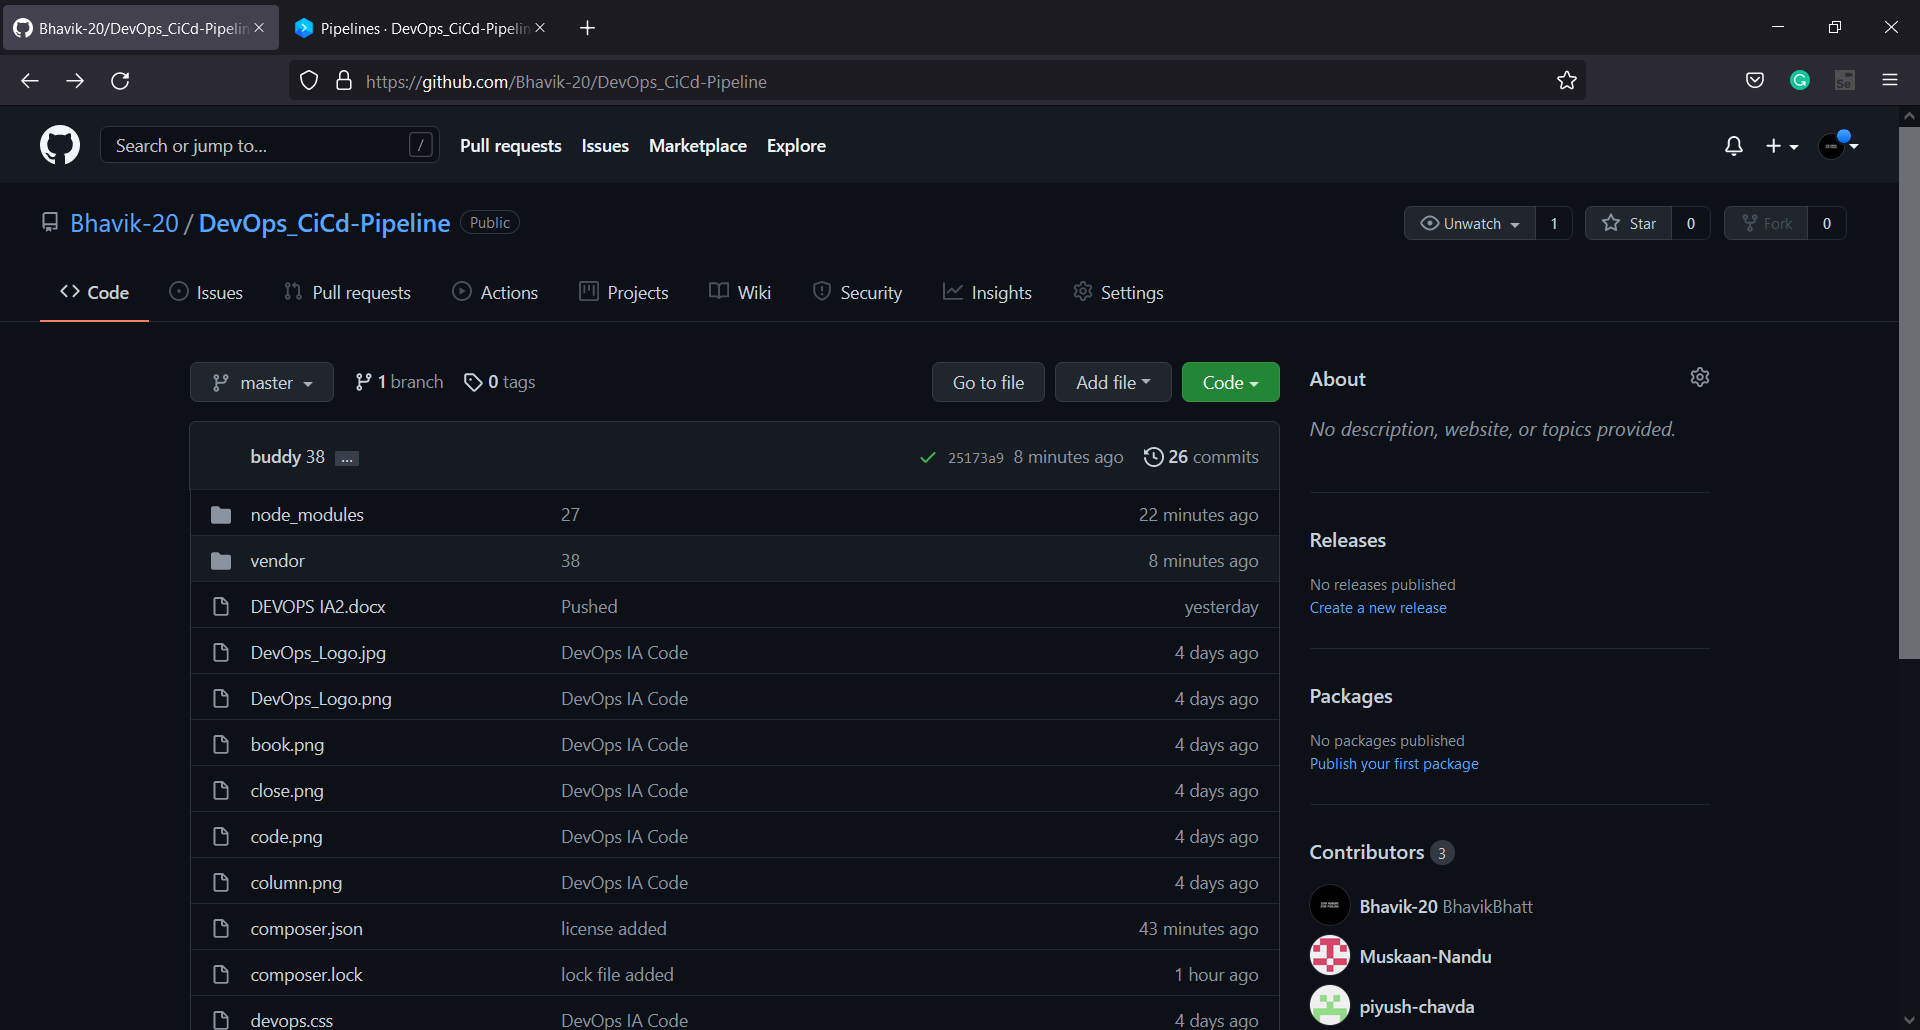 Bhavik-20/DevOps_CiCd-Pipelin
Pipelines · DevOps_CiCd-Pipelin
https://github.com/Bhavik-20/DevOps_CiCd-Pipeline
Search or jump to... /
Pull requests Issues Marketplace Explore
Bhavik-20 / DevOps_CiCd-Pipeline Public
Unwatch 1 Star 0 Fork 0
Code Issues Pull requests Actions Projects Wiki Security Insights Settings
master 1 branch 0 tags Go to file Add file Code
buddy 38 ... 25173a9 8 minutes ago 26 commits
node_modules 27 22 minutes ago
vendor 38 8 minutes ago
DEVOPS IA2.docx Pushed yesterday
DevOps_Logo.jpg DevOps IA Code 4 days ago
DevOps_Logo.png DevOps IA Code 4 days ago
book.png DevOps IA Code 4 days ago
close.png DevOps IA Code 4 days ago
code.png DevOps IA Code 4 days ago
column.png DevOps IA Code 4 days ago
composer.json license added 43 minutes ago
composer.lock lock file added 1 hour ago
devops.css DevOps IA Code 4 days ago
About
No description, website, or topics provided.
Releases
No releases published
Create a new release
Packages
No packages published
Publish your first package
Contributors 3
Bhavik-20 BhavikBhatt
Muskaan-Nandu
piyush-chavda